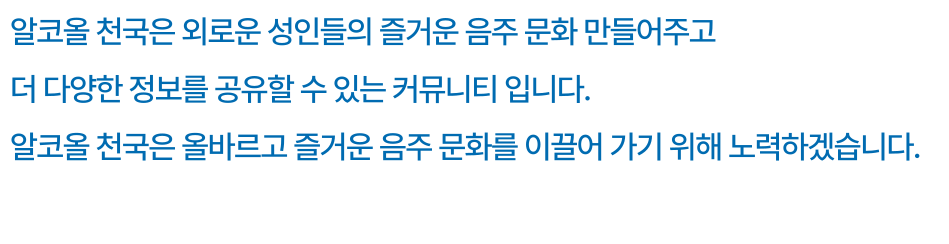 알코올 천국은 외로운 성인들의 즐거운 음주 문화 만들어주고
더 다양한 정보를 공유할 수 있는 커뮤니티 입니다.
알코올 천국은 올바르고 즐거운 음주 문화를 이끌어 가기 위해 노력하겠습니다.